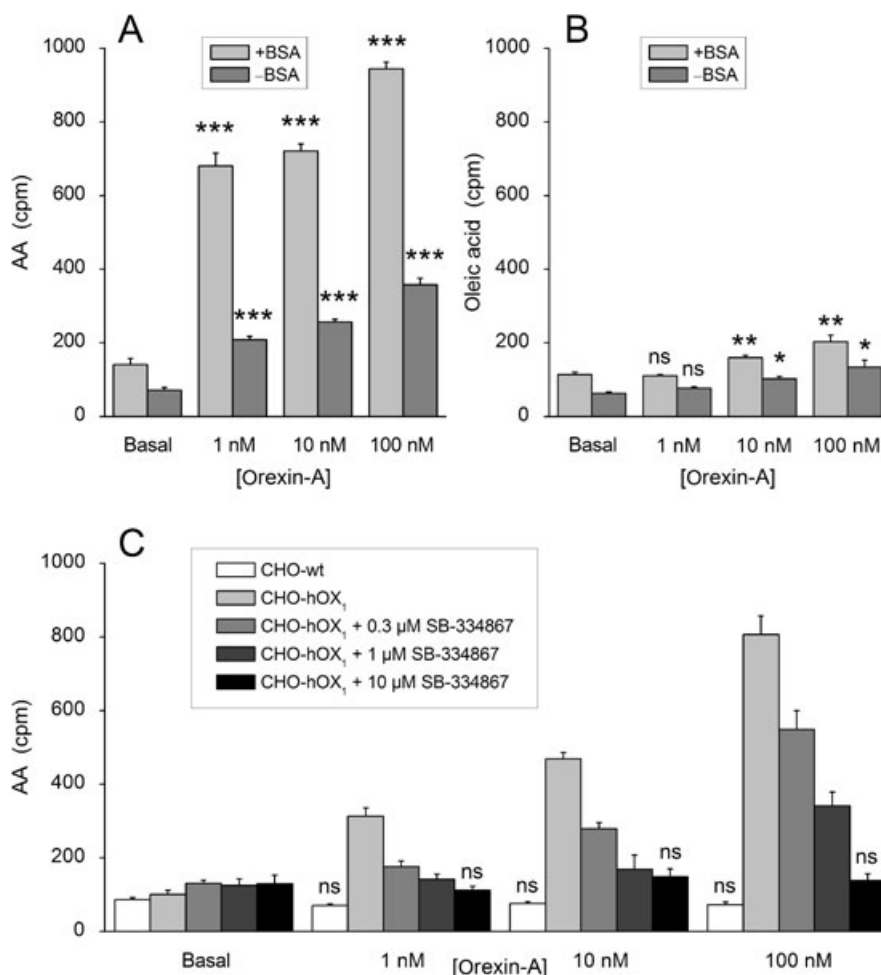 A
+BSA
–BSA
1000
800
600
400
200
0
AA (cpm)
***
***
***
***
***
***
Basal
1 nM
10 nM
100 nM
[Orexin-A]
B
+BSA
–BSA
1000
800
600
400
200
0
Oleic acid (cpm)
ns
ns
**
*
**
*
Basal
1 nM
10 nM
100 nM
[Orexin-A]
C
CHO-wt
CHO-hOX₁
CHO-hOX₁ + 0.3 µM SB-334867
CHO-hOX₁ + 1 µM SB-334867
CHO-hOX₁ + 10 µM SB-334867
1000
800
600
400
200
0
AA (cpm)
ns
ns
ns
ns
ns
ns
Basal
1 nM
10 nM
100 nM
[Orexin-A]